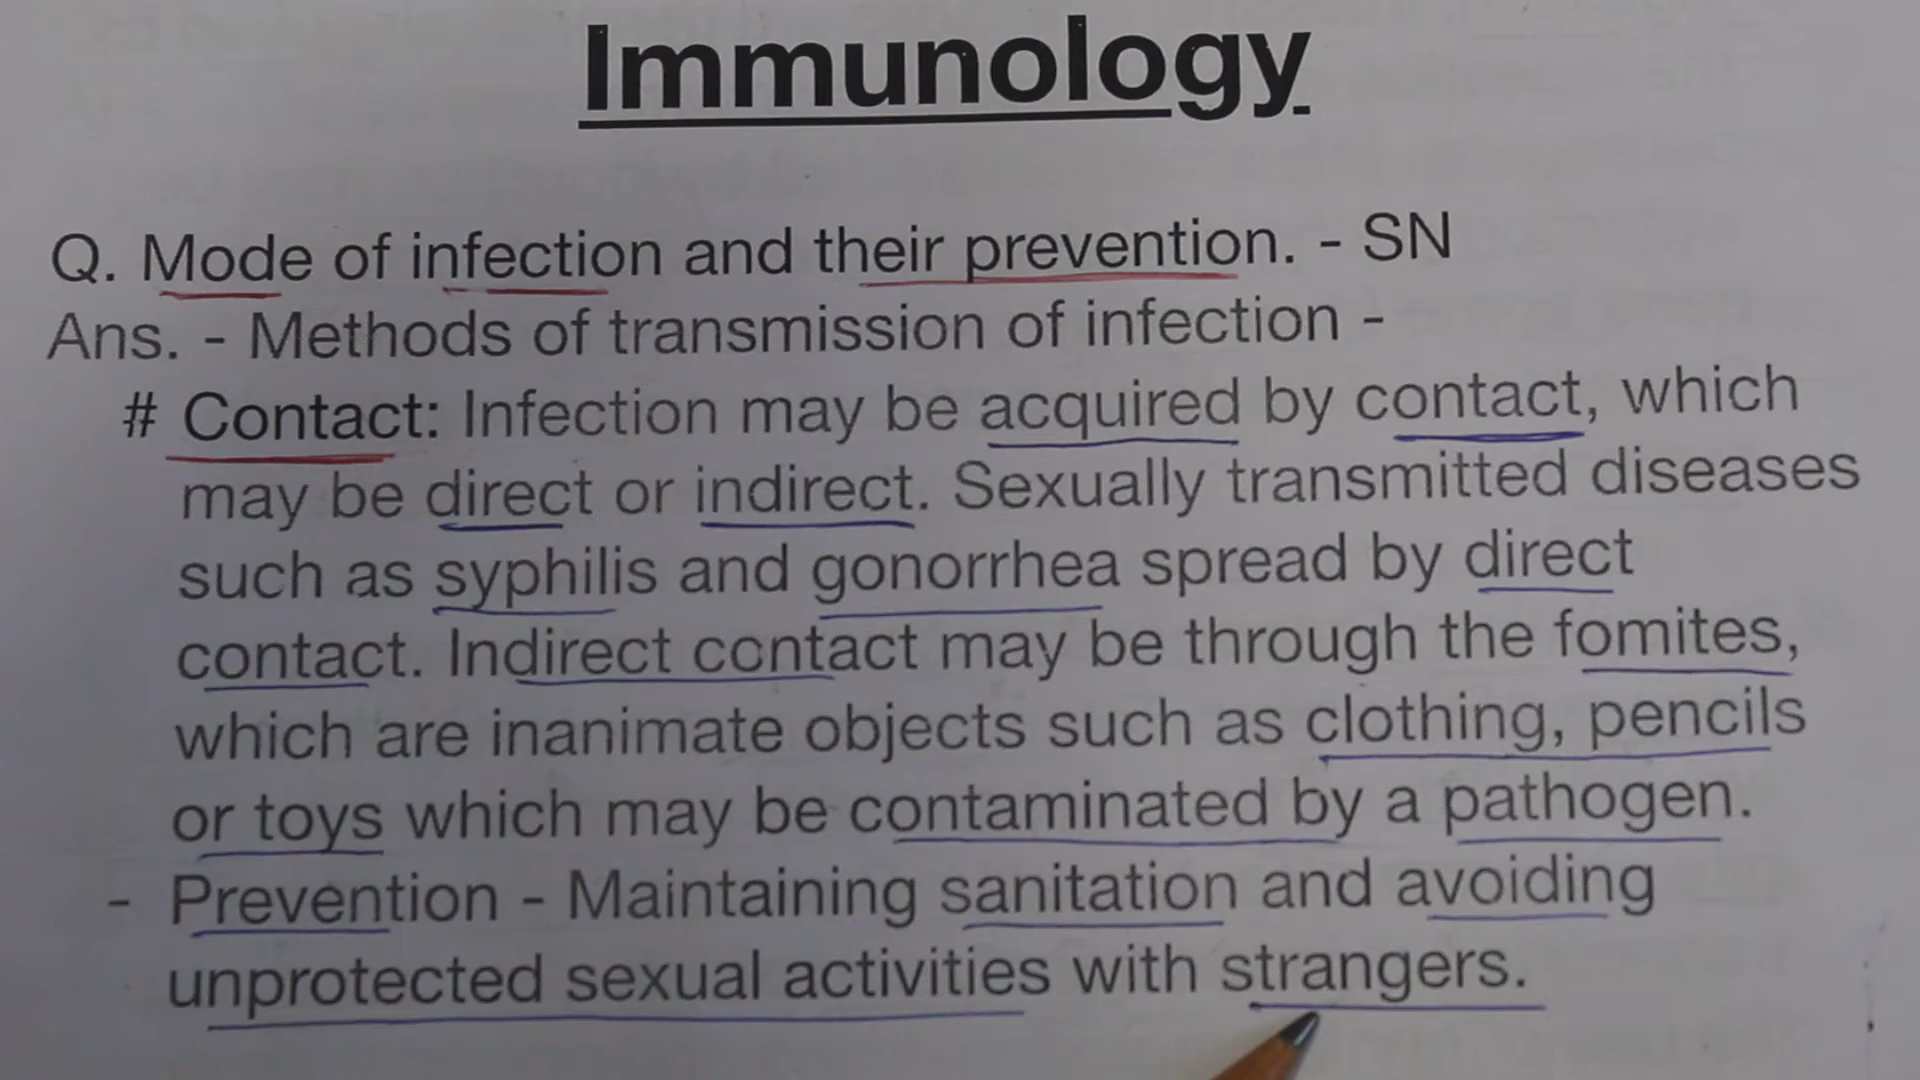 Immunology
Q. Mode of infection and their prevention. - SN
Ans. - Methods of transmission of infection -
# Contact: Infection may be acquired by contact, which
may be direct or indirect. Sexually transmitted diseases
such as syphilis and gonorrhea spread by direct
contact. Indirect contact may be through the fomites,
which are inanimate objects such as clothing, pencils
or toys which may be contaminated by a pathogen.
- Prevention - Maintaining sanitation and avoiding
unprotected sexual activities with strangers.